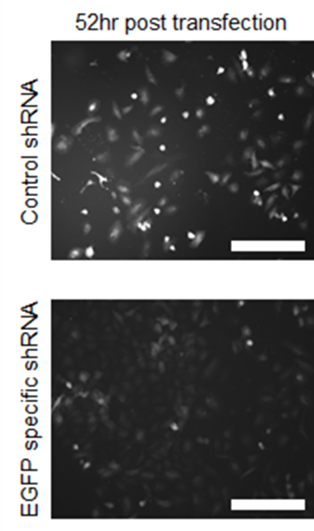 52hr post transfection
Control shRNA
EGFP specific shRNA